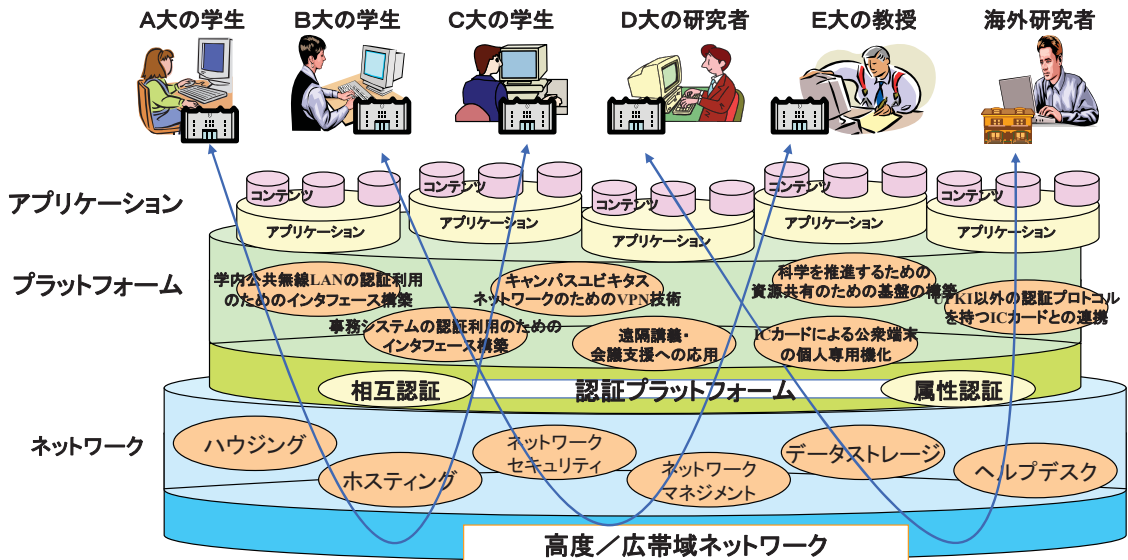 A大の学生
B大の学生
C大の学生
D大の研究者
E大の教授
海外研究者
アプリケーション
コンテンツ
アプリケーション
コンテンツ
アプリケーション
コンテンツ
アプリケーション
コンテンツ
アプリケーション
コンテンツ
アプリケーション
プラットフォーム
学内公共無線LANの認証利用
のためのインタフェース構築
キャンパスユビキタス
ネットワークのためのVPN技術
科学を推進するための
資源共有のための基盤の構築
UPKI以外の認証プロトコル
を持つICカードとの連携
事務システムの認証利用のための
インタフェース構築
遠隔講義・
会議支援への応用
ICカードによる公衆端末
の個人専用機化
相互認証
認証プラットフォーム
属性認証
ネットワーク
ハウジング
ホスティング
ネットワーク
セキュリティ
ネットワーク
マネジメント
データストレージ
ヘルプデスク
高度／広帯域ネットワーク